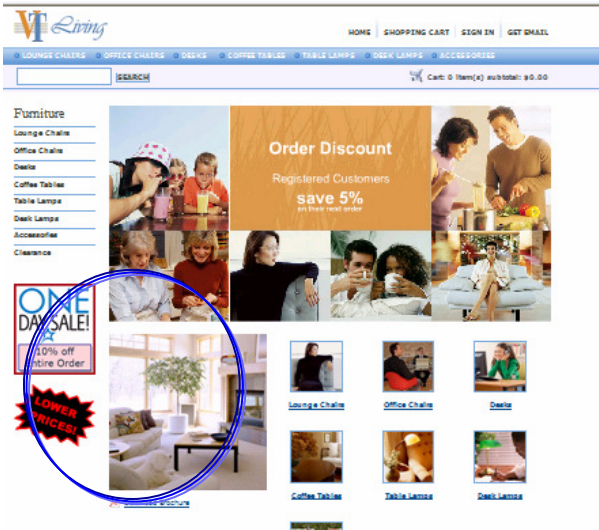 VT Living
HOME SHOPPING CART SIGN IN GET EMAIL
LOUNGE CHAIRS OFFICE CHAIRS DESKS COFFEE TABLES TABLE LAMPS DESK LAMPS ACCESSORIES
SEARCH Cart: 0 item(s) subtotal: $0.00
Furniture
Lounge Chairs
Office Chairs
Desks
Coffee Tables
Table Lamps
Desk Lamps
Accessories
Clearance
Order Discount
Registered Customers
save 5%
on their next order
ONE
DAY SALE!
10% off
Entire Order
LOWER
PRICES!
Lounge Chairs Office Chairs Desks
Coffee Tables Table Lamps Desk Lamps
Brochure